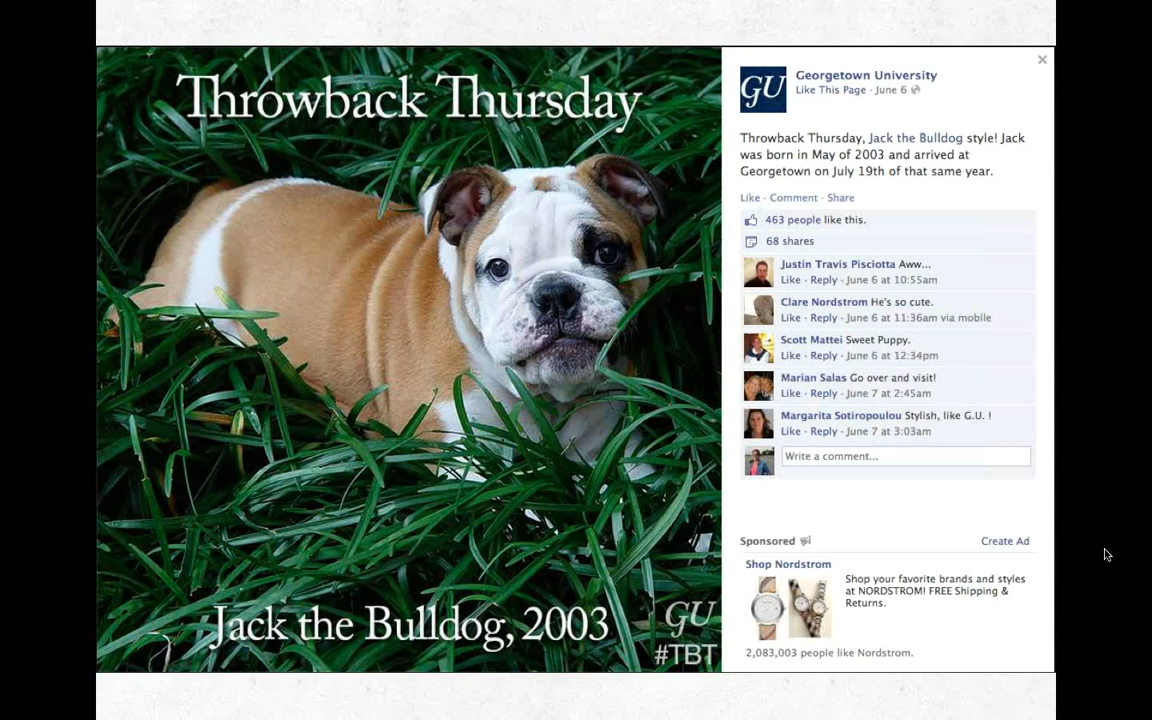 Throwback Thursday
Jack the Bulldog, 2003
GU
#TBT
GU
Georgetown University
Like This Page · June 6
Throwback Thursday, Jack the Bulldog style! Jack
was born in May of 2003 and arrived at
Georgetown on July 19th of that same year.
Like · Comment · Share
463 people like this.
68 shares
Justin Travis Pisciotta Aww...
Like · Reply · June 6 at 10:55am
Clare Nordstrom He's so cute.
Like · Reply · June 6 at 11:36am via mobile
Scott Mattei Sweet Puppy.
Like · Reply · June 6 at 12:34pm
Marian Salas Go over and visit!
Like · Reply · June 7 at 2:45am
Margarita Sotiropoulou Stylish, like G.U. !
Like · Reply · June 7 at 3:03am
Write a comment...
Sponsored
Create Ad
Shop Nordstrom
Shop your favorite brands and styles
at NORDSTROM! FREE Shipping &
Returns.
2,083,003 people like Nordstrom.